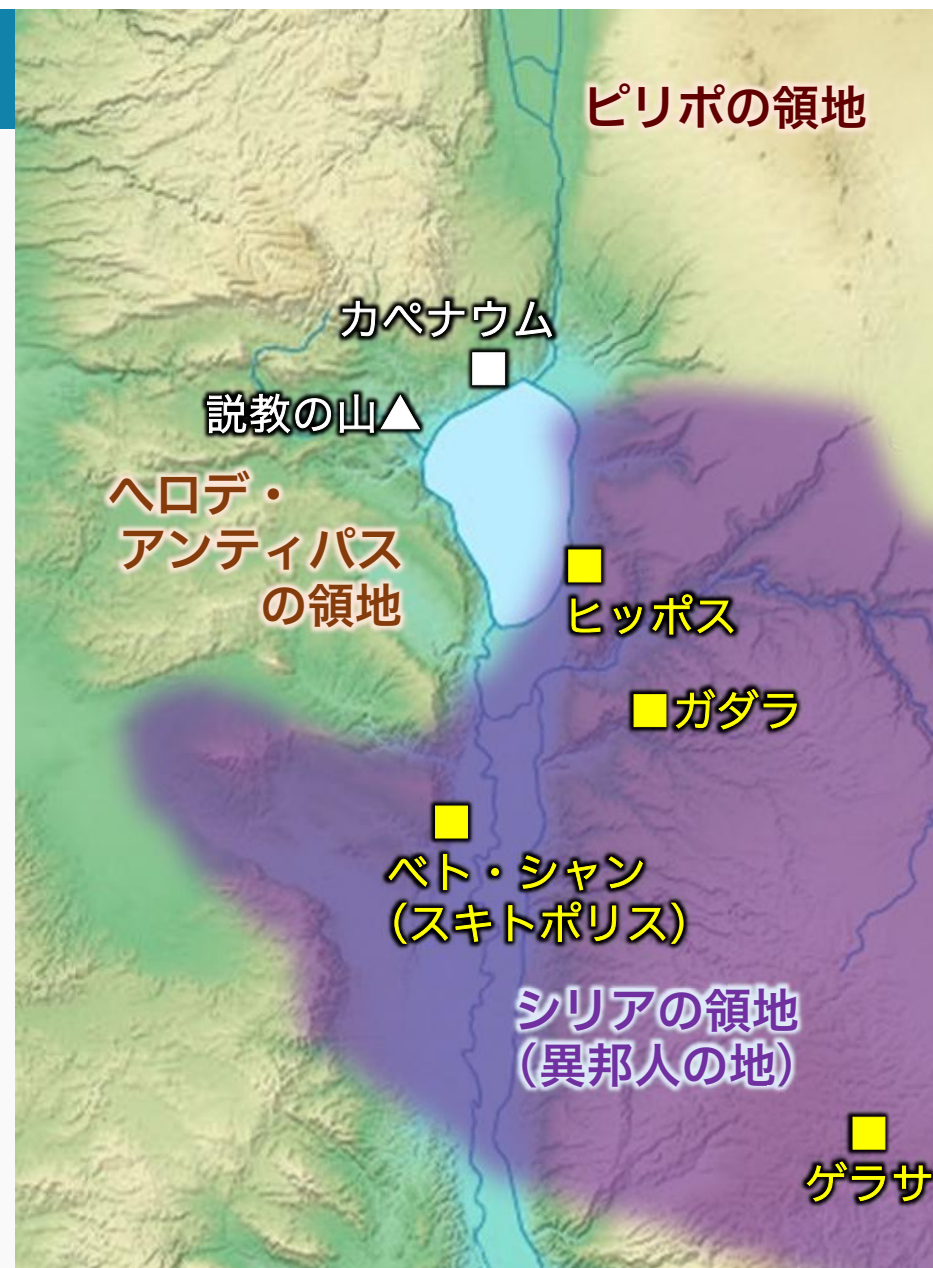 ピリポの領地
カペナウム
説教の山
ヘロデ・
アンティパス
の領地
ヒッポス
ガダラ
ベト・シャン
（スキトポリス）
シリアの領地
（異邦人の地）
ゲラサ